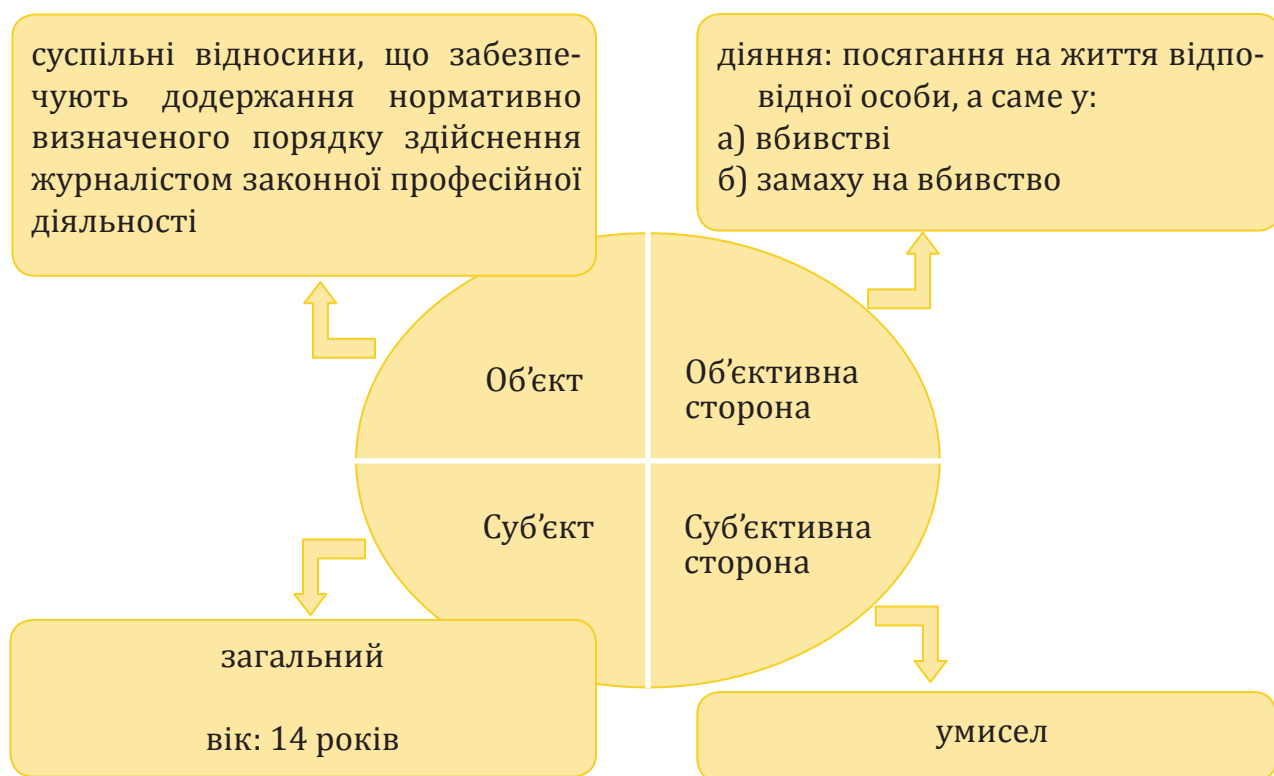 суспільні відносини, що забезпе-
чують додержання нормативно
визначеного порядку здійснення
журналістом законної професійної
діяльності
діяння: посягання на життя відпо-
відної особи, а саме у:
а) вбивстві
б) замаху на вбивство
Об’єкт
Об’єктивна
сторона
Суб’єкт
Суб’єктивна
сторона
загальний
вік: 14 років
умисел